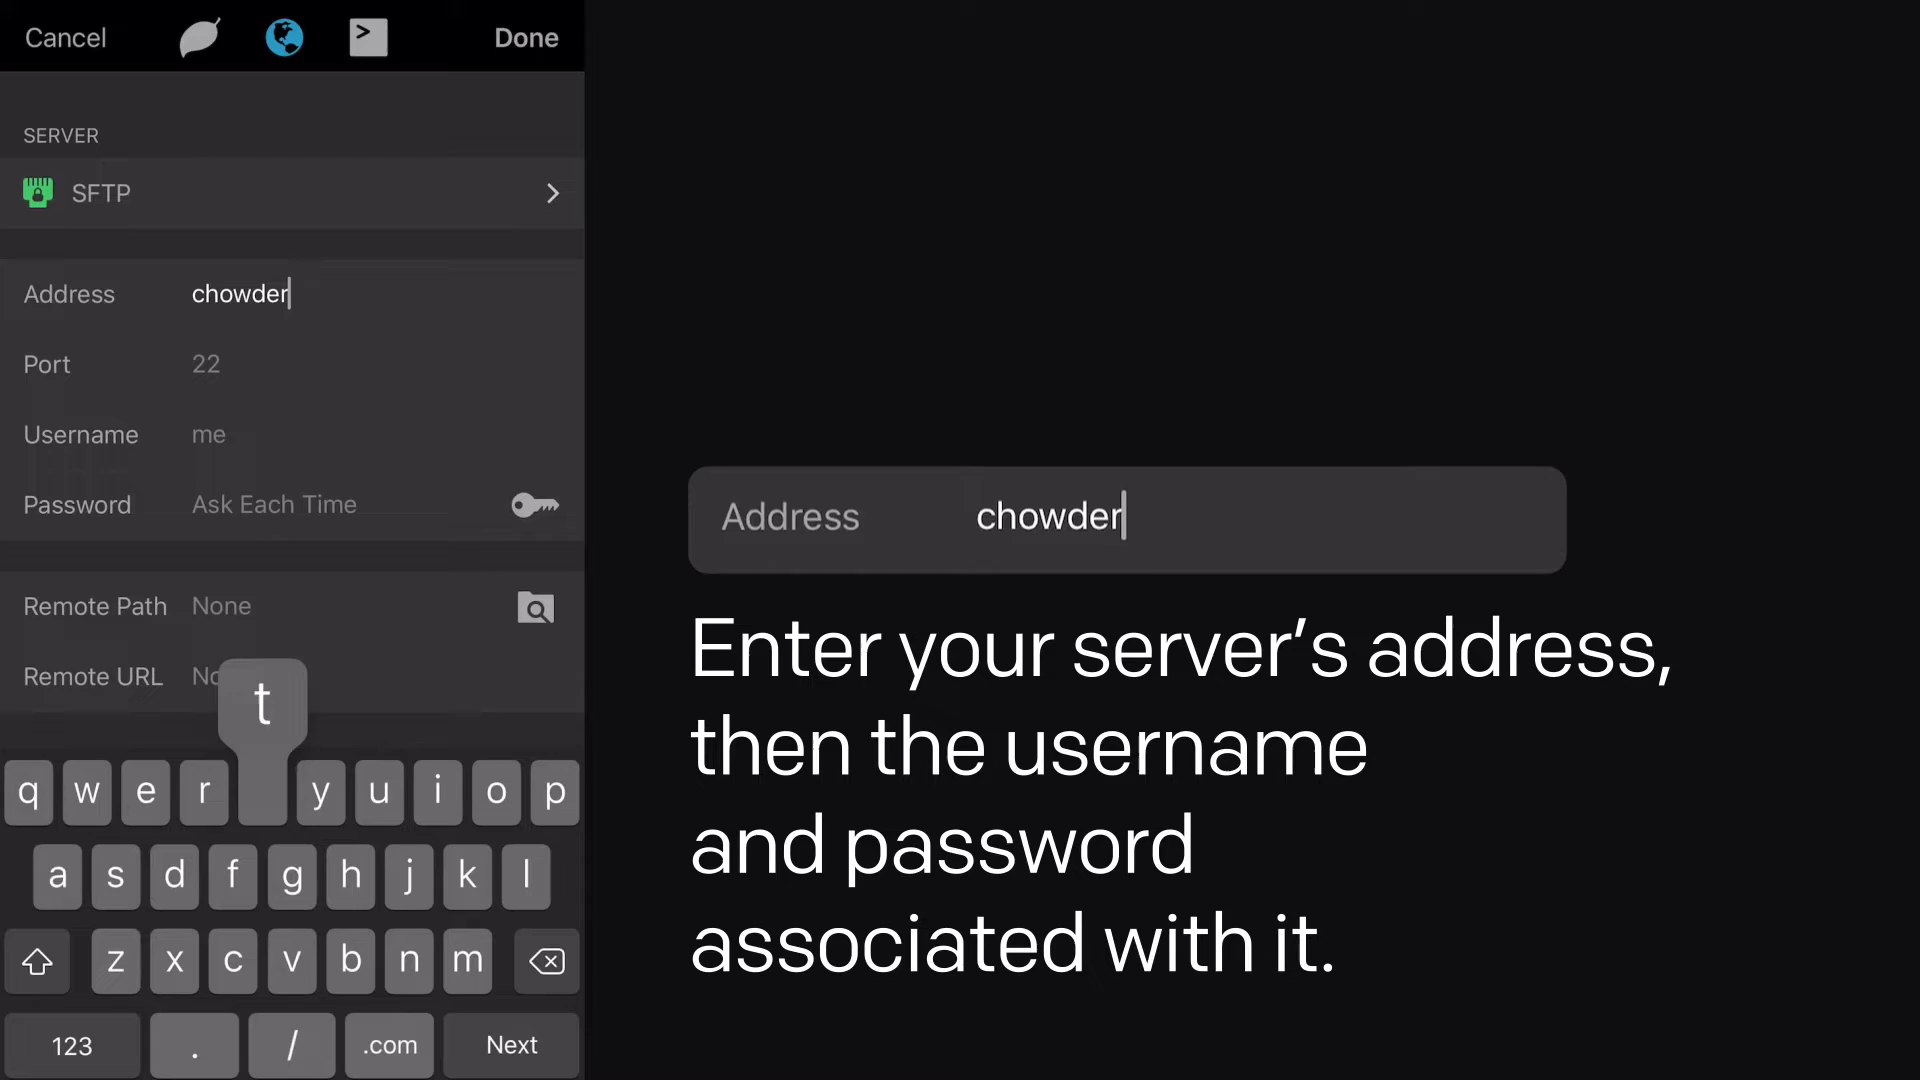 Cancel
Done
SERVER
SFTP
Address chowder
Port 22
Username me
Password Ask Each Time
Remote Path None
Remote URL
t
q w e r y u i o p
a s d f g h j k l
z x c v b n m
123 . / .com Next
Address chowder
Enter your server’s address,
then the username
and password
associated with it.